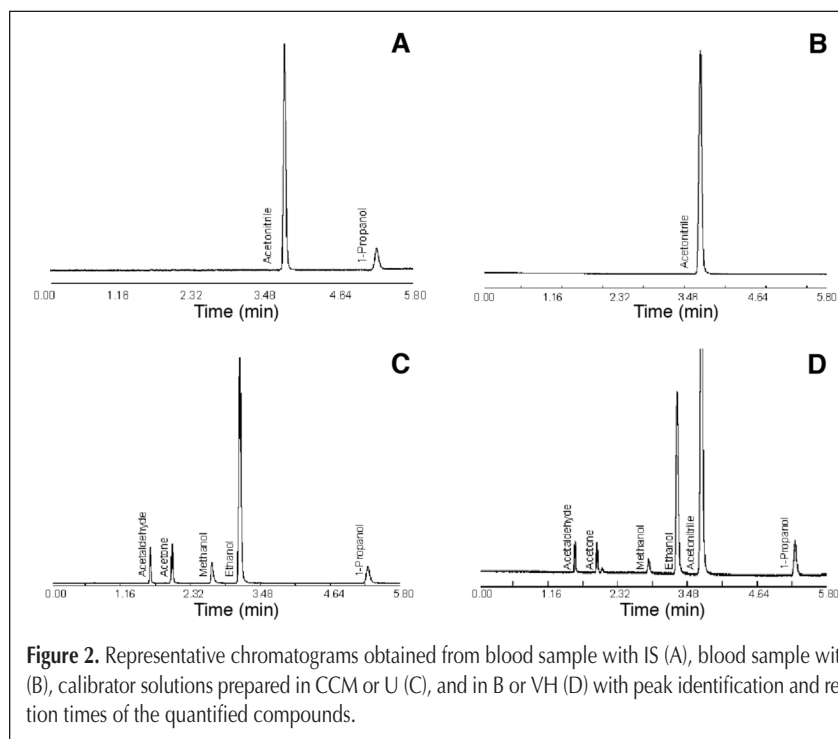 A
Acetonitrile
1-Propanol
0.00 1.16 2.32 3.48 4.64 5.80
Time (min)
B
Acetonitrile
0.00 1.16 2.32 3.48 4.64 5.80
Time (min)
C
Acetaldehyde
Acetone
Methanol
Ethanol
1-Propanol
0.00 1.16 2.32 3.48 4.64 5.80
Time (min)
D
Acetaldehyde
Acetone
Methanol
Ethanol
Acetonitrile
1-Propanol
0.00 1.16 2.32 3.48 4.64 5.80
Time (min)
Figure 2. Representative chromatograms obtained from blood sample with IS (A), blood sample wit
(B), calibrator solutions prepared in CCM or U (C), and in B or VH (D) with peak identification and re
tion times of the quantified compounds.